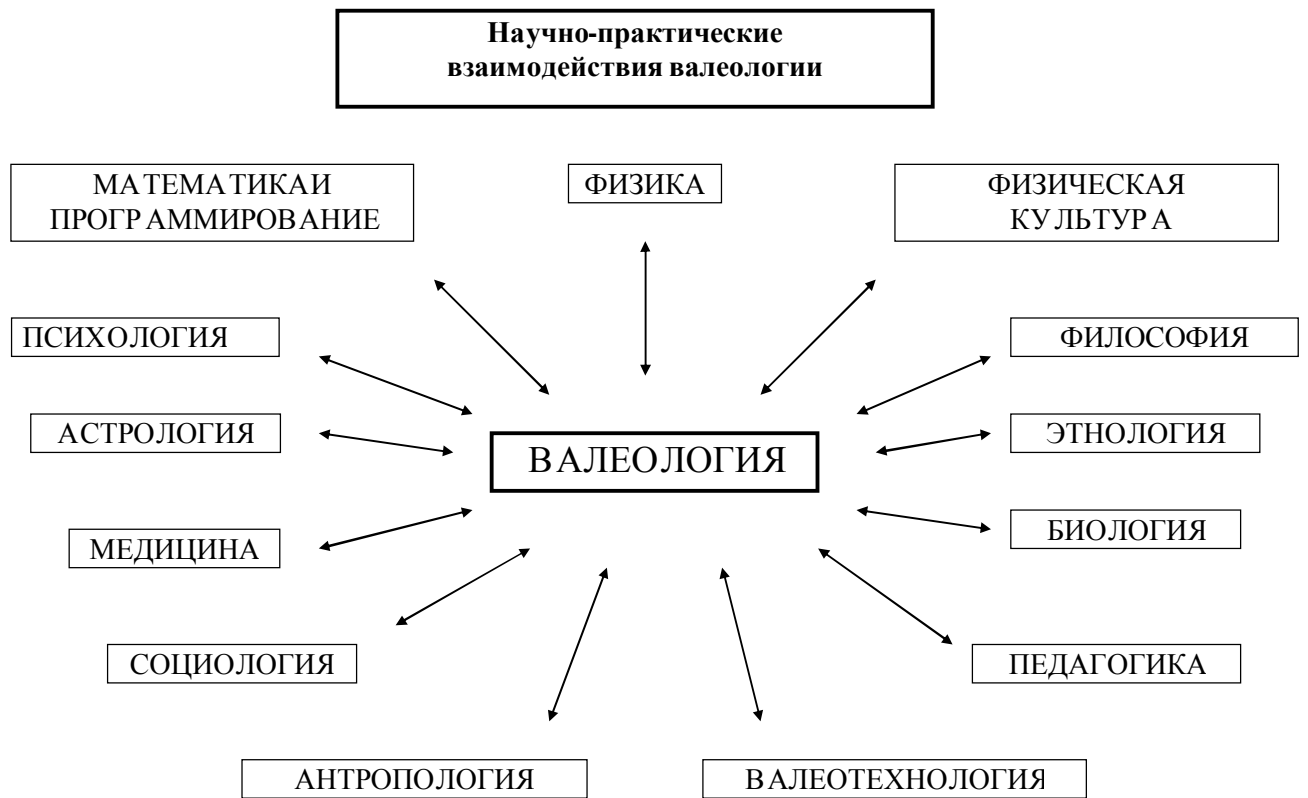 Научно-практические
взаимодействия валеологии
МАТЕМАТИКАИ
ПРОГРАММИРОВАНИЕ
ФИЗИКА
ФИЗИЧЕСКАЯ
КУЛЬТУРА
ПСИХОЛОГИЯ
ФИЛОСОФИЯ
АСТРОЛОГИЯ
ЭТНОЛОГИЯ
ВАЛЕОЛОГИЯ
МЕДИЦИНА
БИОЛОГИЯ
СОЦИОЛОГИЯ
ПЕДАГОГИКА
АНТРОПОЛОГИЯ
ВАЛЕОТЕХНОЛОГИЯ